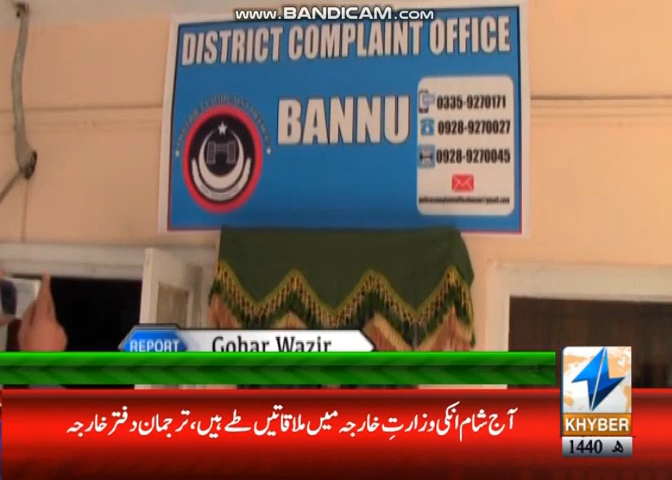 www.BANDICAM.com
DISTRICT COMPLAINT OFFICE
BANNU
0335-9270171
0928-9270027
0928-9270045
REPORT
Gohar Wazir
آج شام انکی وزارتِ خارجہ میں ملاقاتیں طے ہیں، ترجمان دفتر خارجہ
KHYBER
1440 ھ